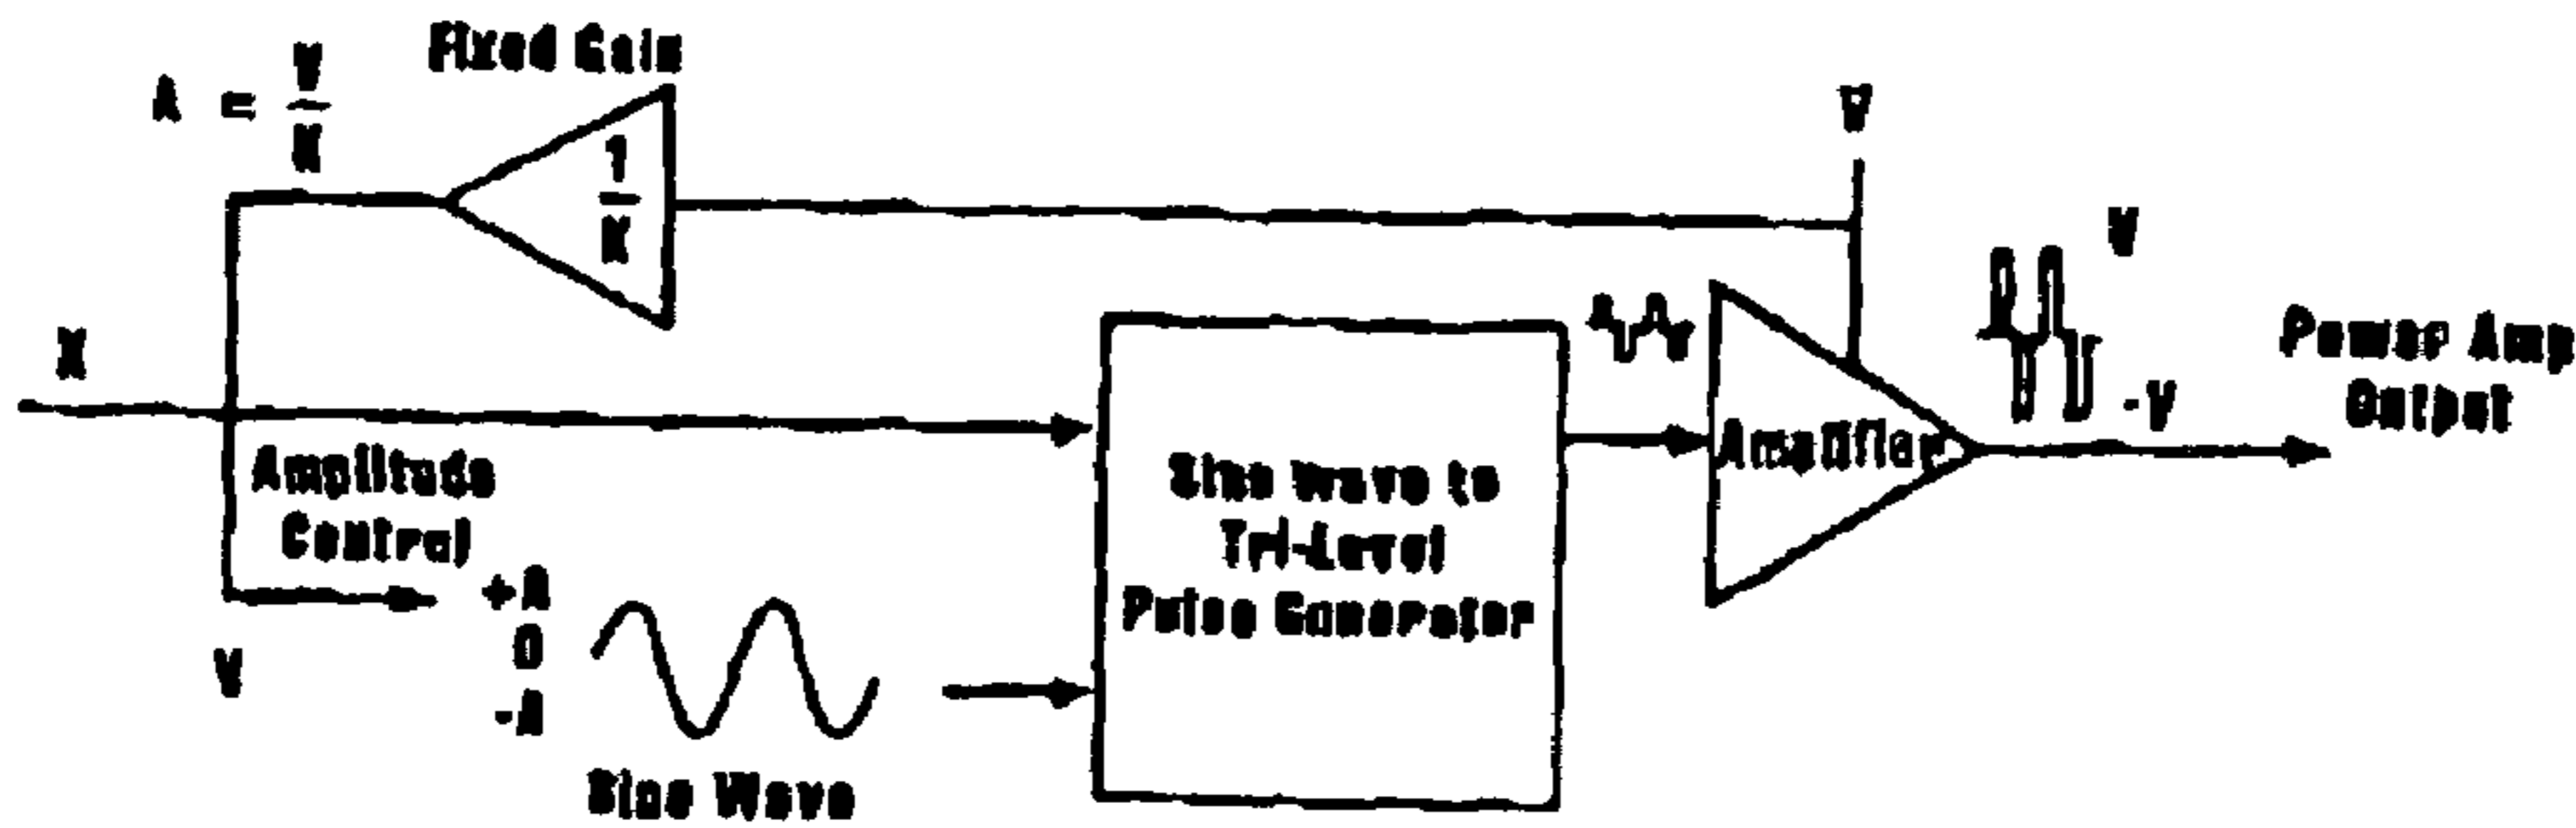 Fixed Gain
A = V
K
1
K
V
V
-V
X
Power Amp
Output
Amplitude
Control
Amplifier
Sine Wave to
Tri-Level
Pulse Generator
+A
0
-A
V
Sine Wave